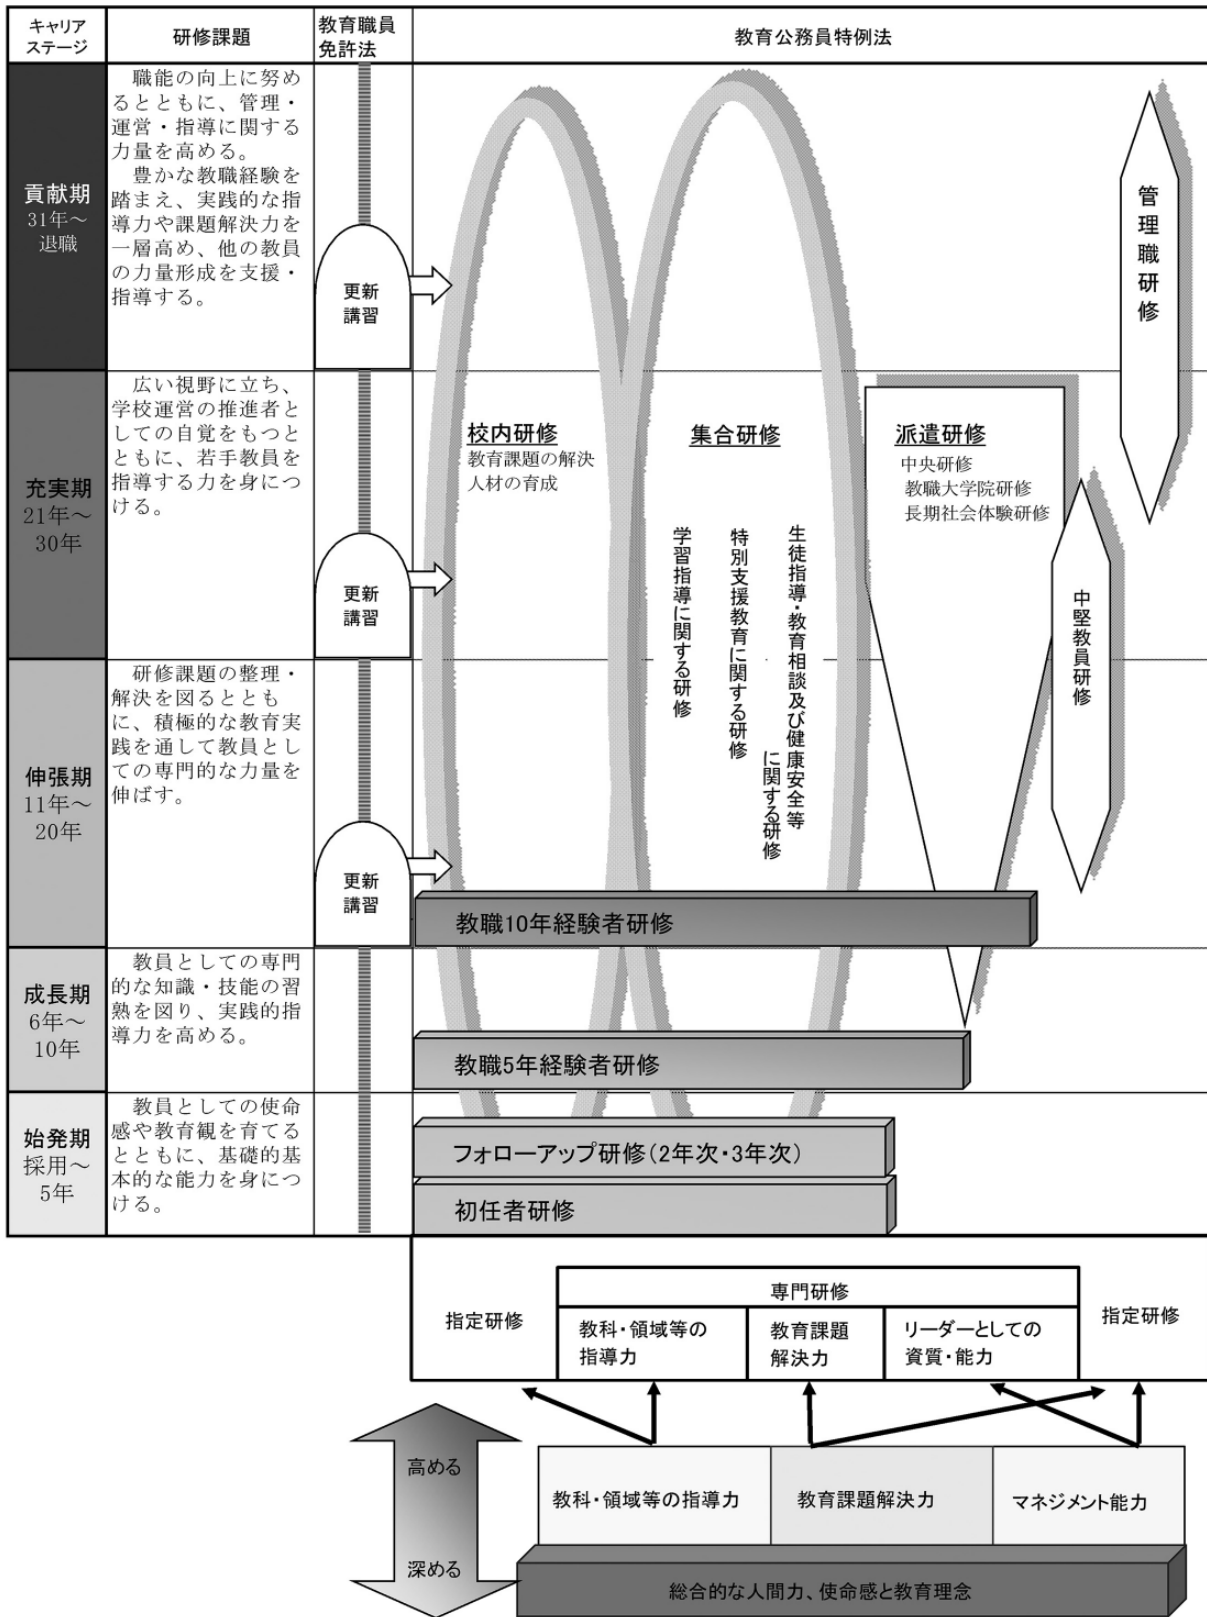 キャリア
ステージ
研修課題
教育職員
免許法
教育公務員特例法
貢献期
31年～
退職
　職能の向上に努め
るとともに、管理・
運営・指導に関する
力量を高める。
　豊かな教職経験を
踏まえ、実践的な指
導力や課題解決力を
一層高め、他の教員
の力量形成を支援・
指導する。
更新
講習
管理職研修
充実期
21年～
30年
　広い視野に立ち、
学校運営の推進者と
しての自覚をもつと
ともに、若手教員を
指導する力を身につ
ける。
更新
講習
校内研修
教育課題の解決
人材の育成
集合研修
学習指導に関する研修
特別支援教育に関する研修
生徒指導・教育相談及び健康安全等
に関する研修
派遣研修
中央研修
教職大学院研修
長期社会体験研修
中堅教員研修
伸張期
11年～
20年
　研修課題の整理・
解決を図るととも
に、積極的な教育実
践を通して教員とし
ての専門的な力量を
伸ばす。
更新
講習
教職10年経験者研修
成長期
6年～
10年
　教員としての専門
的な知識・技能の習
熟を図り、実践的指
導力を高める。
教職5年経験者研修
始発期
採用～
5年
　教員としての使命
感や教育観を育てる
とともに、基礎的基
本的な能力を身につ
ける。
フォローアップ研修(2年次・3年次)
初任者研修
指定研修
専門研修
教科・領域等の
指導力
教育課題
解決力
リーダーとしての
資質・能力
指定研修
高める
深める
教科・領域等の指導力
教育課題解決力
マネジメント能力
総合的な人間力、使命感と教育理念